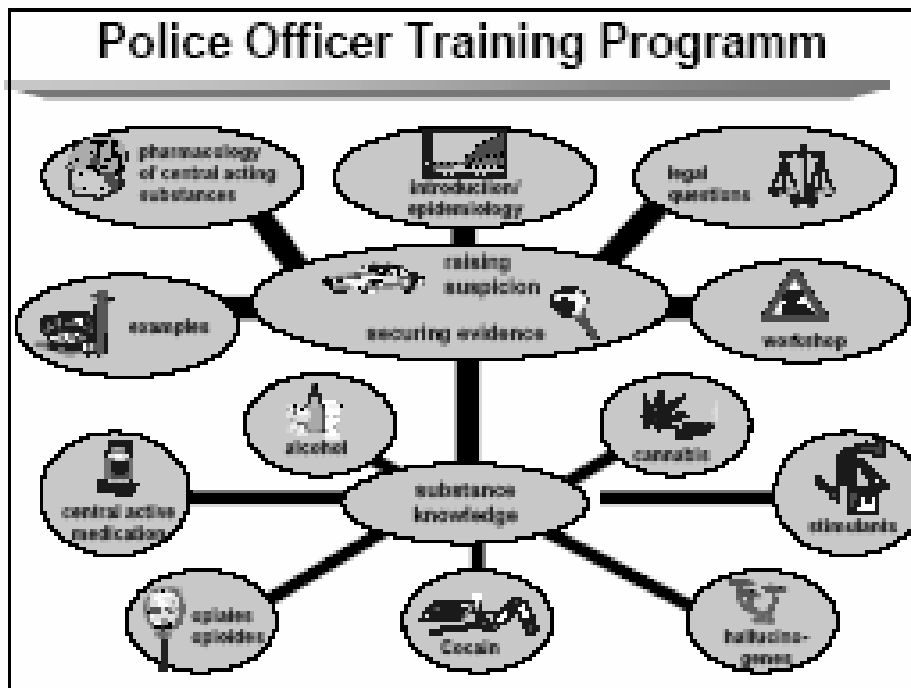 Police Officer Training Programm
pharmacology
of central acting
substances
introduction/
epidemiology
legal
questions
raising
suspicion
securing evidence
examples
workshop
alcohol
cannabis
central active
medication
substance
knowledge
stimulants
opiates
opioides
Cocain
hallucino-
genes